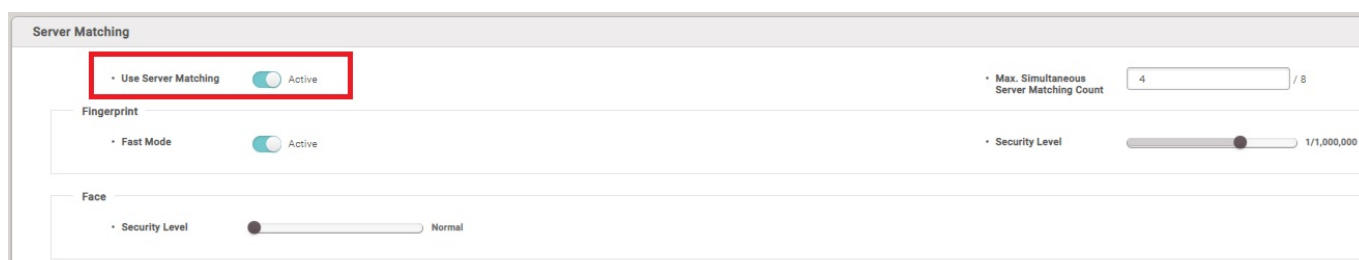 Server Matching
• Use Server Matching Active
• Max. Simultaneous
Server Matching Count 4 / 8
Fingerprint
• Fast Mode Active
• Security Level 1/1,000,000
Face
• Security Level Normal